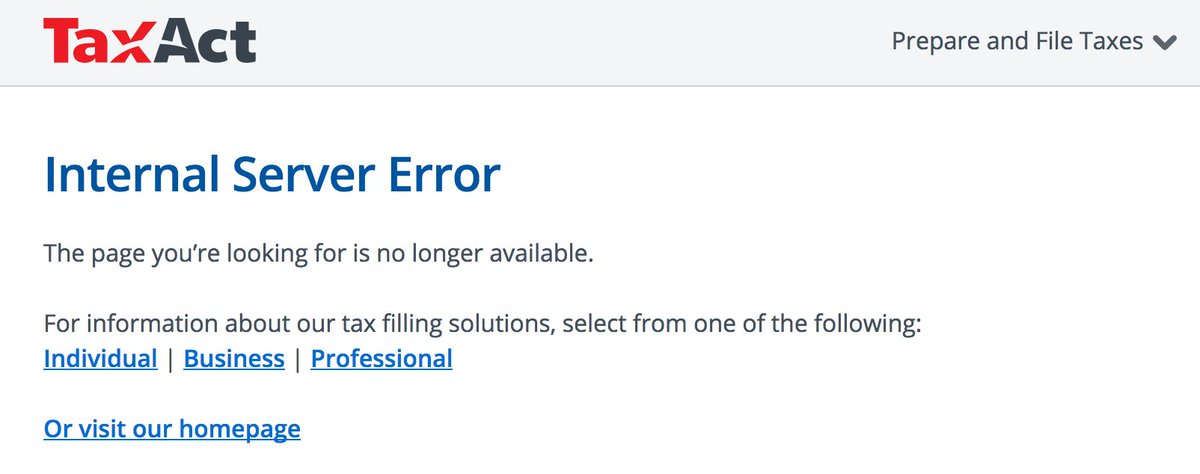 TaxAct
Prepare and File Taxes
Internal Server Error
The page you’re looking for is no longer available.
For information about our tax filling solutions, select from one of the following:
Individual | Business | Professional
Or visit our homepage